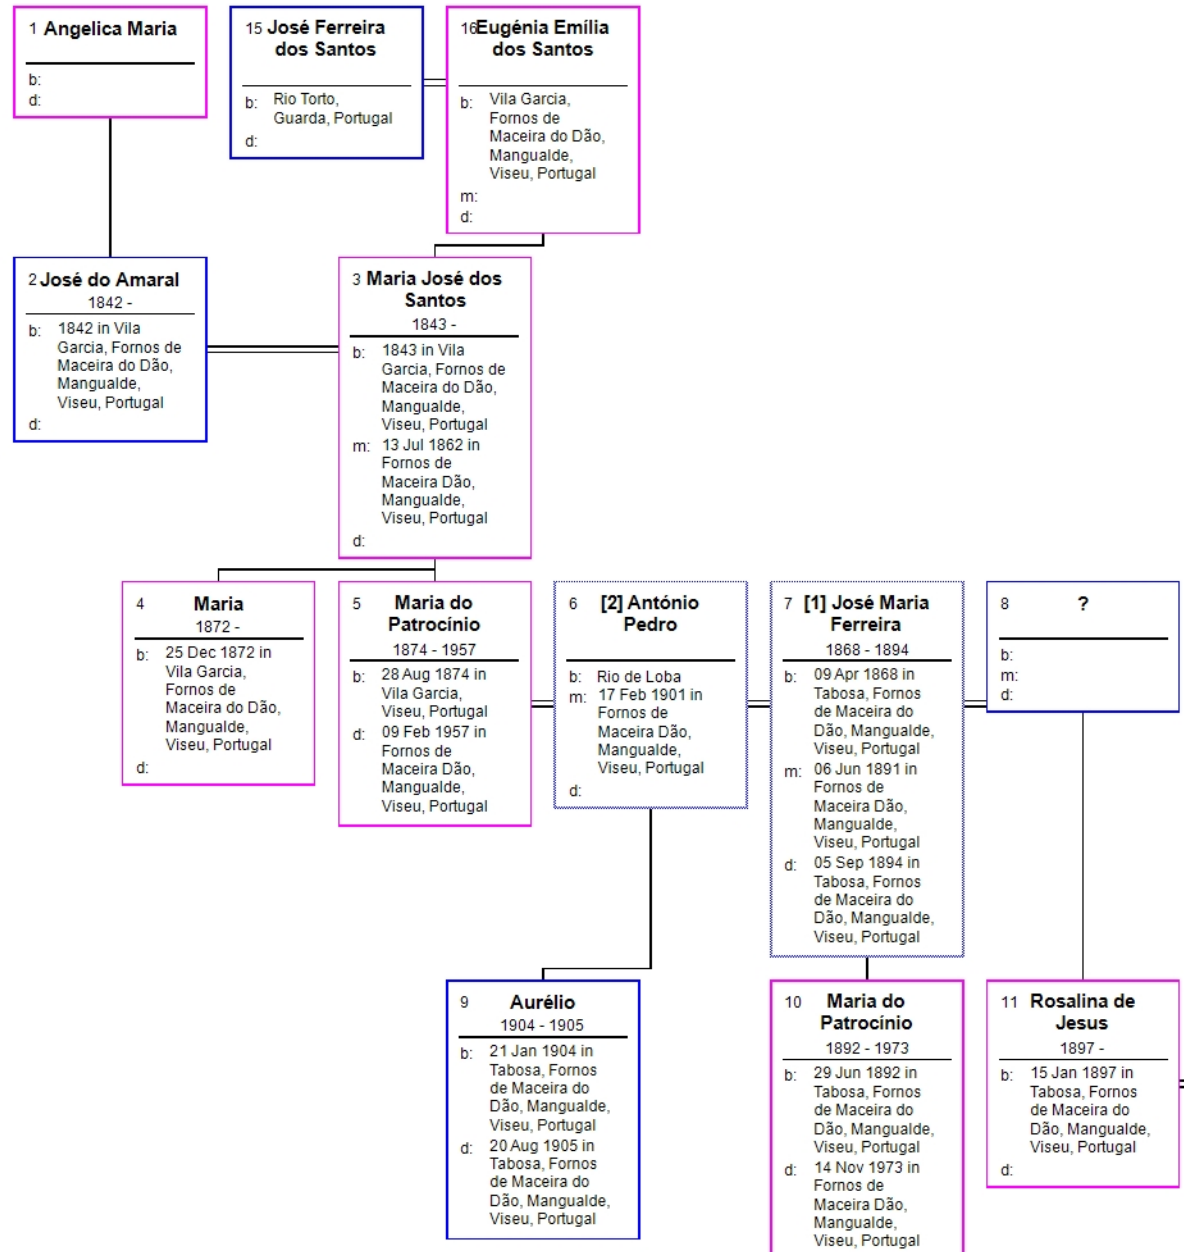 1 Angelica Maria
b:
d:
15 José Ferreira
dos Santos
b: Rio Torto,
Guarda, Portugal
d:
16 Eugénia Emília
dos Santos
b: Vila Garcia,
Fornos de
Maceira do Dão,
Mangualde,
Viseu, Portugal
m:
d:
2 José do Amaral
1842 -
b: 1842 in Vila
Garcia, Fornos de
Maceira do Dão,
Mangualde,
Viseu, Portugal
d:
3 Maria José dos
Santos
1843 -
b: 1843 in Vila
Garcia, Fornos de
Maceira do Dão,
Mangualde,
Viseu, Portugal
m: 13 Jul 1862 in
Fornos de
Maceira Dão,
Mangualde,
Viseu, Portugal
d:
4 Maria
1872 -
b: 25 Dec 1872 in
Vila Garcia,
Fornos de
Maceira do Dão,
Mangualde,
Viseu, Portugal
d:
5 Maria do
Patrocínio
1874 - 1957
b: 28 Aug 1874 in
Vila Garcia,
Viseu, Portugal
d: 09 Feb 1957 in
Fornos de
Maceira Dão,
Mangualde,
Viseu, Portugal
6 [2] António
Pedro
b: Rio de Loba
m: 17 Feb 1901 in
Fornos de
Maceira Dão,
Mangualde,
Viseu, Portugal
d:
7 [1] José Maria
Ferreira
1868 - 1894
b: 09 Apr 1868 in
Tabosa, Fornos
de Maceira do
Dão, Mangualde,
Viseu, Portugal
m: 06 Jun 1891 in
Fornos de
Maceira Dão,
Mangualde,
Viseu, Portugal
d: 05 Sep 1894 in
Tabosa, Fornos
de Maceira do
Dão, Mangualde,
Viseu, Portugal
8 ?
b:
m:
d:
9 Aurélio
1904 - 1905
b: 21 Jan 1904 in
Tabosa, Fornos
de Maceira do
Dão, Mangualde,
Viseu, Portugal
d: 20 Aug 1905 in
Tabosa, Fornos
de Maceira do
Dão, Mangualde,
Viseu, Portugal
10 Maria do
Patrocínio
1892 - 1973
b: 29 Jun 1892 in
Tabosa, Fornos
de Maceira do
Dão, Mangualde,
Viseu, Portugal
d: 14 Nov 1973 in
Fornos de
Maceira Dão,
Mangualde,
Viseu, Portugal
11 Rosalina de
Jesus
1897 -
b: 15 Jan 1897 in
Tabosa, Fornos
de Maceira do
Dão, Mangualde,
Viseu, Portugal
d: